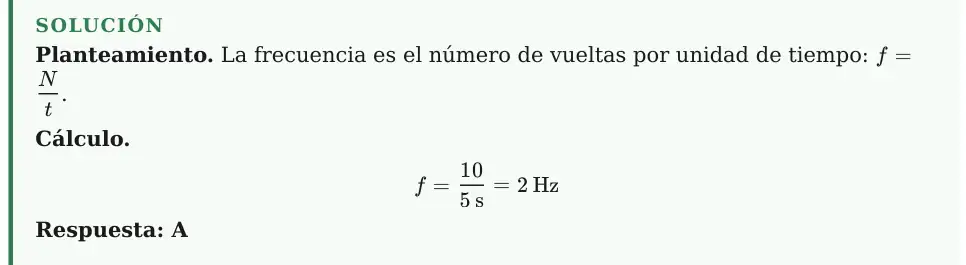 SOLUCIÓN
Planteamiento. La frecuencia es el número de vueltas por unidad de tiempo: f =
N/t.
Cálculo.
f = 10/5 s = 2 Hz
Respuesta: A